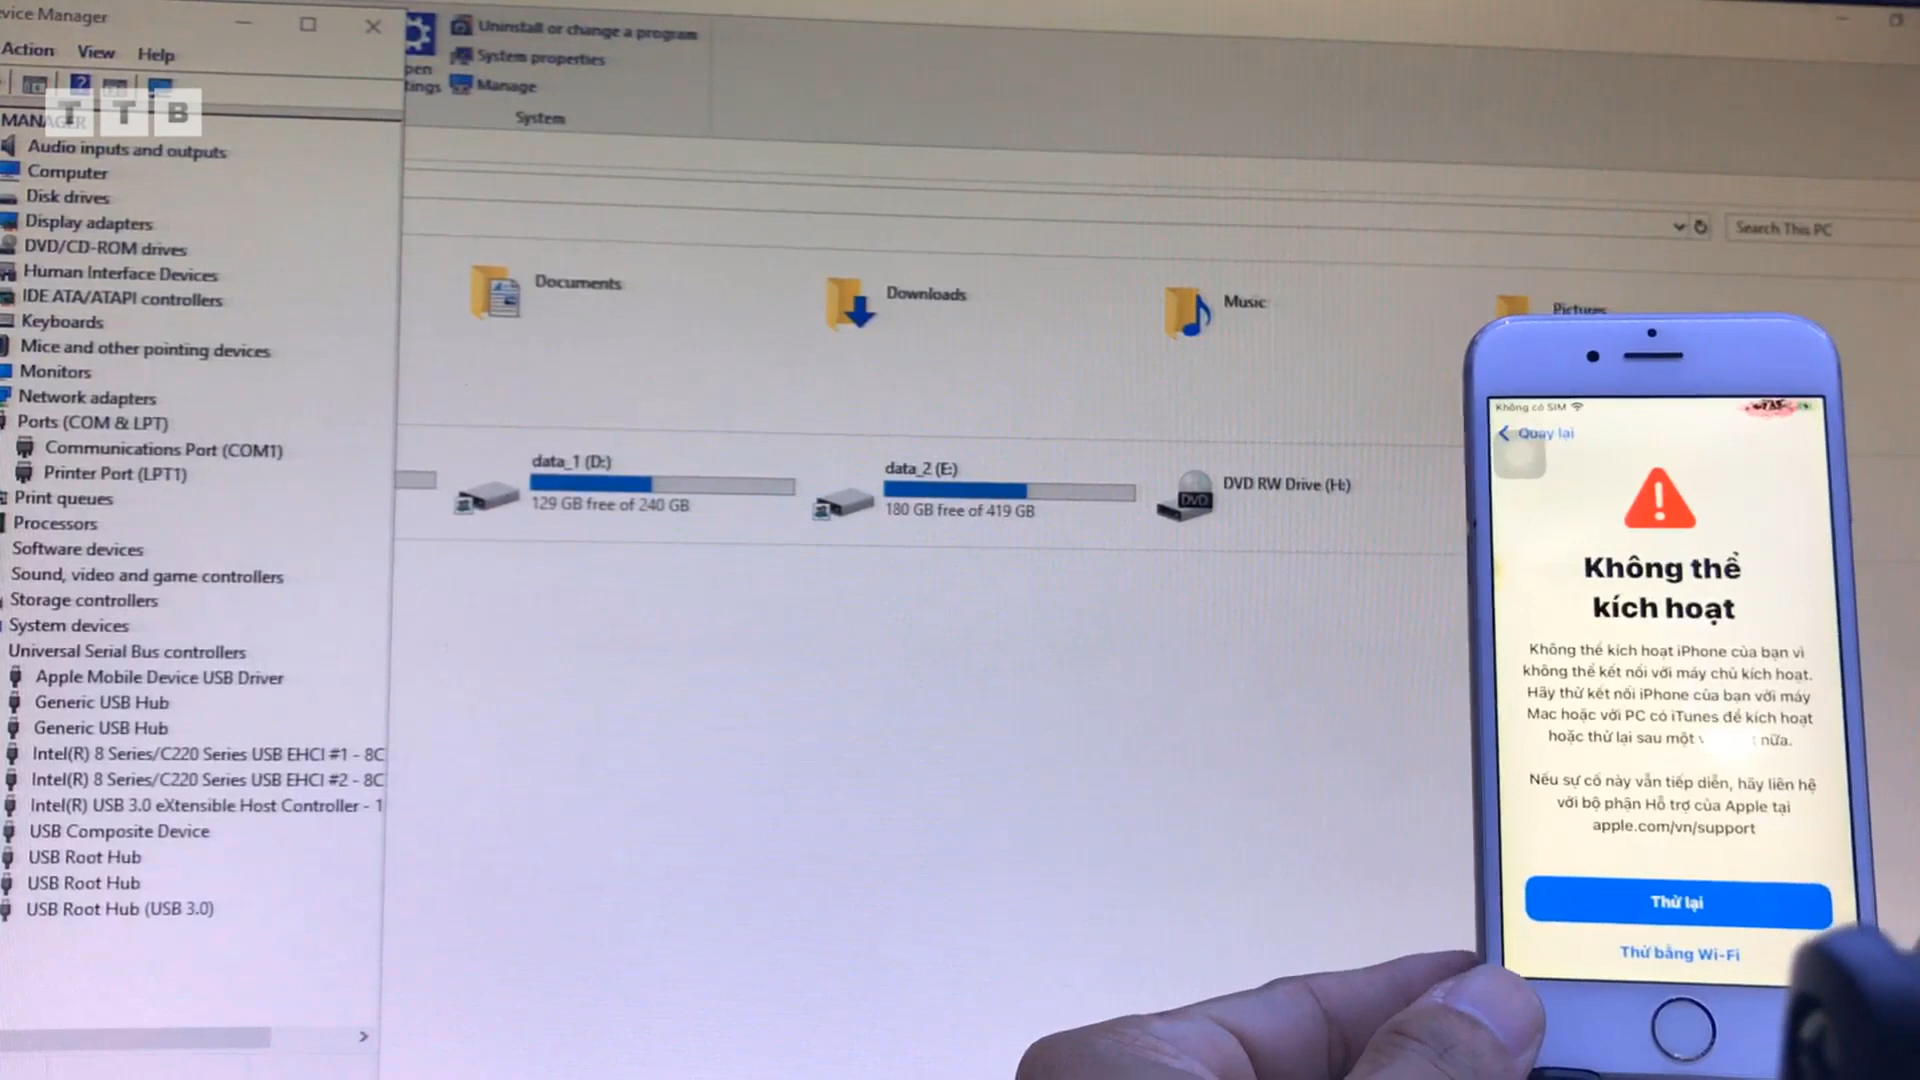 vice Manager
Action View Help
TTB
MANAGER
Audio inputs and outputs
Computer
Disk drives
Display adapters
DVD/CD-ROM drives
Human Interface Devices
IDE ATA/ATAPI controllers
Keyboards
Mice and other pointing devices
Monitors
Network adapters
Ports (COM & LPT)
Communications Port (COM1)
Printer Port (LPT1)
Print queues
Processors
Software devices
Sound, video and game controllers
Storage controllers
System devices
Universal Serial Bus controllers
Apple Mobile Device USB Driver
Generic USB Hub
Generic USB Hub
Intel(R) 8 Series/C220 Series USB EHCI #1 - 8C
Intel(R) 8 Series/C220 Series USB EHCI #2 - 8C
Intel(R) USB 3.0 eXtensible Host Controller - 1
USB Composite Device
USB Root Hub
USB Root Hub
USB Root Hub (USB 3.0)
pen
tings
Uninstall or change a program
System properties
Manage
System
Search This PC
Documents
Downloads
Music
Pictures
data_1 (D:)
129 GB free of 240 GB
data_2 (E:)
180 GB free of 419 GB
DVD
DVD RW Drive (H:)
Không có SIM
Quay lại
Không thể
kích hoạt
Không thể kích hoạt iPhone của bạn vì
không thể kết nối với máy chủ kích hoạt.
Hãy thử kết nối iPhone của bạn với máy
Mac hoặc với PC có iTunes để kích hoạt
hoặc thử lại sau một nữa.
Nếu sự cố này vẫn tiếp diễn, hãy liên hệ
với bộ phận Hỗ trợ của Apple tại
apple.com/vn/support
Thử lại
Thử bằng Wi-Fi